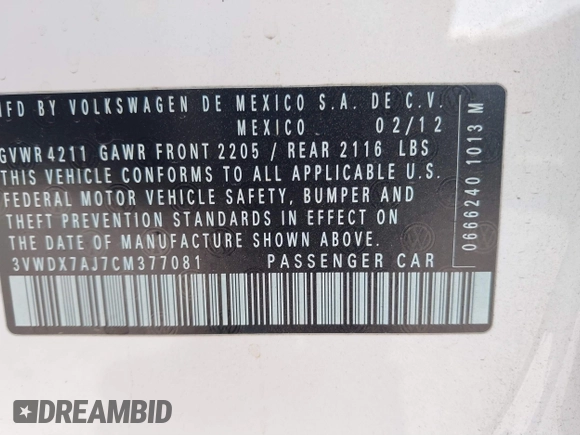 MFD BY VOLKSWAGEN DE MEXICO S.A. DE C.V.
MEXICO 02/12
GVWR 4211 GAWR FRONT 2205 / REAR 2116 LBS
THIS VEHICLE CONFORMS TO ALL APPLICABLE U.S.
FEDERAL MOTOR VEHICLE SAFETY, BUMPER AND
THEFT PREVENTION STANDARDS IN EFFECT ON
THE DATE OF MANUFACTURE SHOWN ABOVE.
3VWDX7AJ7CM377081 PASSENGER CAR
0666240 1013 M
DREAMBID